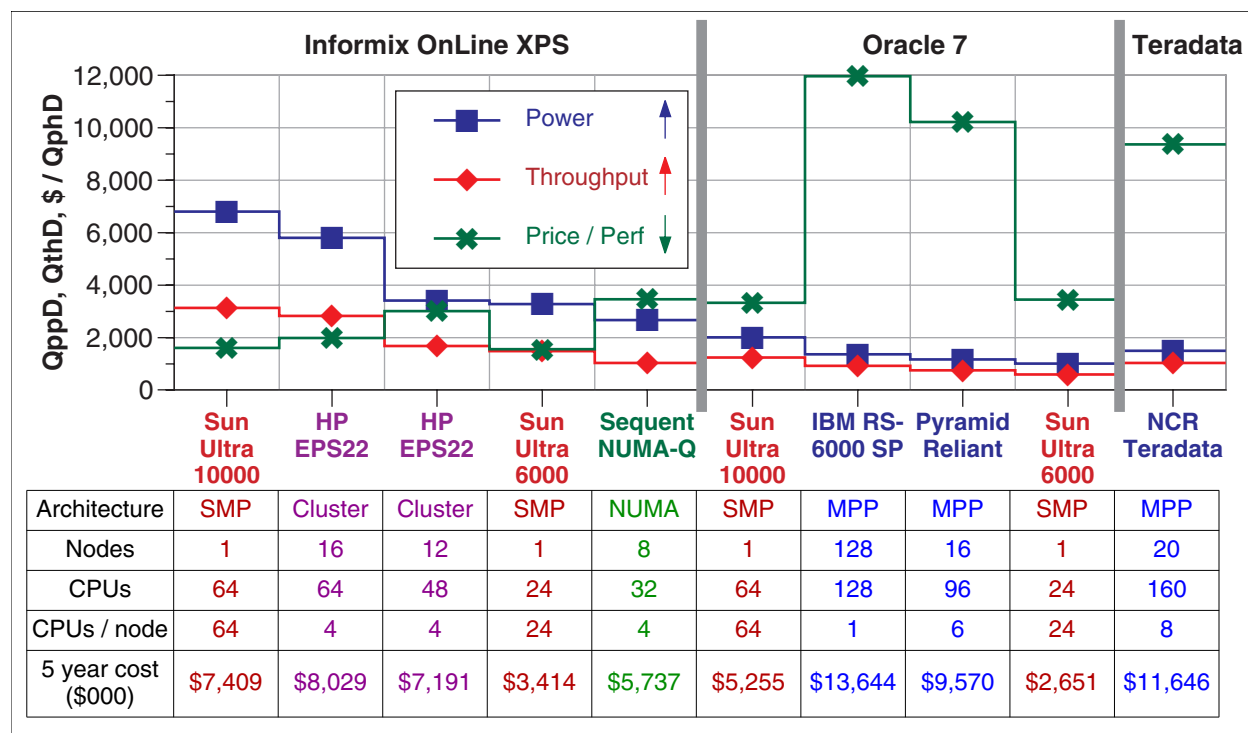 Informix OnLine XPS
Oracle 7
Teradata
QppD, QthD, $ / QphD
12,000
10,000
8,000
6,000
4,000
2,000
0
Power
Throughput
Price / Perf
Sun
Ultra
10000
HP
EPS22
HP
EPS22
Sun
Ultra
6000
Sequent
NUMA-Q
Sun
Ultra
10000
IBM RS-
6000 SP
Pyramid
Reliant
Sun
Ultra
6000
NCR
Teradata
Architecture SMP Cluster Cluster SMP NUMA SMP MPP MPP SMP MPP
Nodes 1 16 12 1 8 1 128 16 1 20
CPUs 64 64 48 24 32 64 128 96 24 160
CPUs / node 64 4 4 24 4 64 1 6 24 8
5 year cost
($000)
$7,409 $8,029 $7,191 $3,414 $5,737 $5,255 $13,644 $9,570 $2,651 $11,646